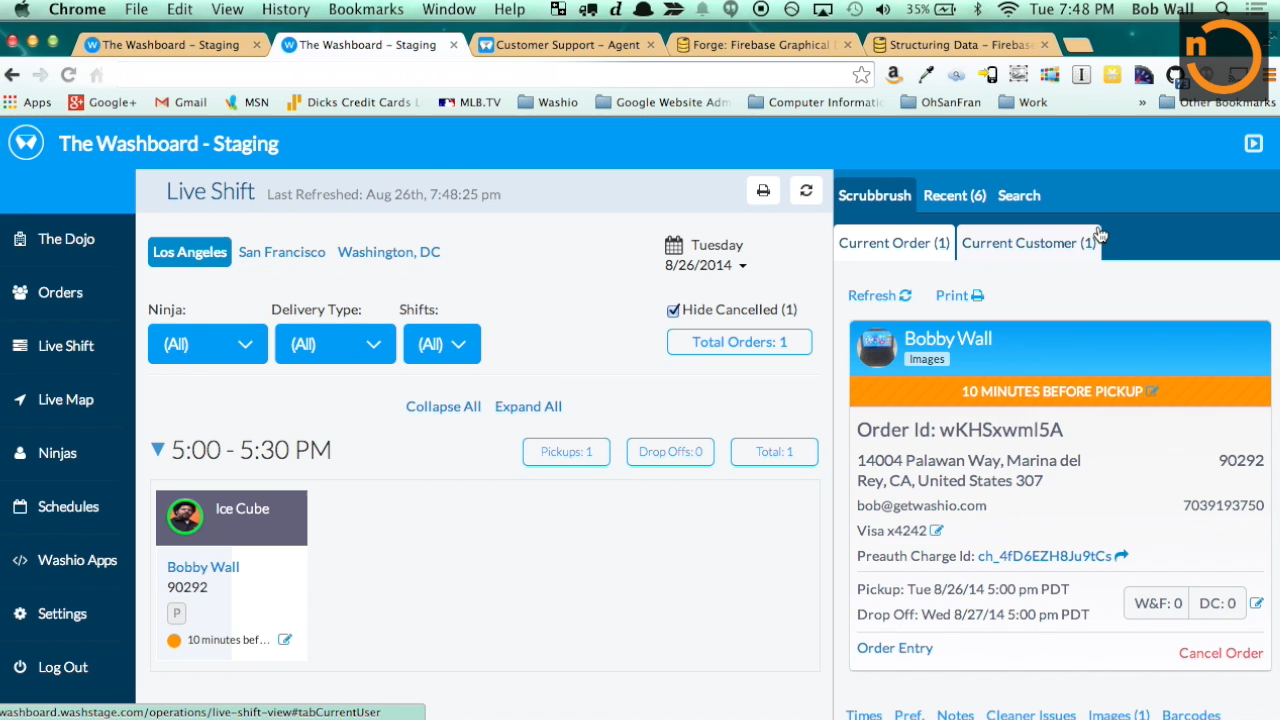 Chrome File Edit View History Bookmarks Window Help 35% Tue 7:48 PM Bob Wall
The Washboard - Staging
The Washboard - Staging
Customer Support - Agent
Forge: Firebase Graphical
Structuring Data - Firebase
n
Apps Google+ Gmail MSN Dicks Credit Cards MLB.TV Washio Google Website Adm Computer Informatic OhSanFran Work » Other Bookmarks
The Washboard - Staging
The Dojo
Orders
Live Shift
Live Map
Ninjas
Schedules
Washio Apps
Settings
Log Out
Live Shift Last Refreshed: Aug 26th, 7:48:25 pm
Los Angeles San Francisco Washington, DC
Tuesday
8/26/2014
Ninja: Delivery Type: Shifts:
(All) (All) (All)
Hide Cancelled (1)
Total Orders: 1
Collapse All Expand All
5:00 - 5:30 PM Pickups: 1 Drop Offs: 0 Total: 1
Ice Cube
Bobby Wall
90292
P
10 minutes bef...
Scrubbrush Recent (6) Search
Current Order (1) Current Customer (1)
Refresh Print
Bobby Wall
Images
10 MINUTES BEFORE PICKUP
Order Id: wKHSxwmI5A
14004 Palawan Way, Marina del 90292
Rey, CA, United States 307
bob@getwashio.com 7039193750
Visa x4242
Preauth Charge Id: ch_4fD6EZH8Ju9tCs
Pickup: Tue 8/26/14 5:00 pm PDT
Drop Off: Wed 8/27/14 5:00 pm PDT
W&F: 0 DC: 0
Order Entry Cancel Order
Times Pref. Notes Cleaner Issues Images (1) Barcodes
washboard.washstage.com/operations/live-shift-view#tabCurrentUser